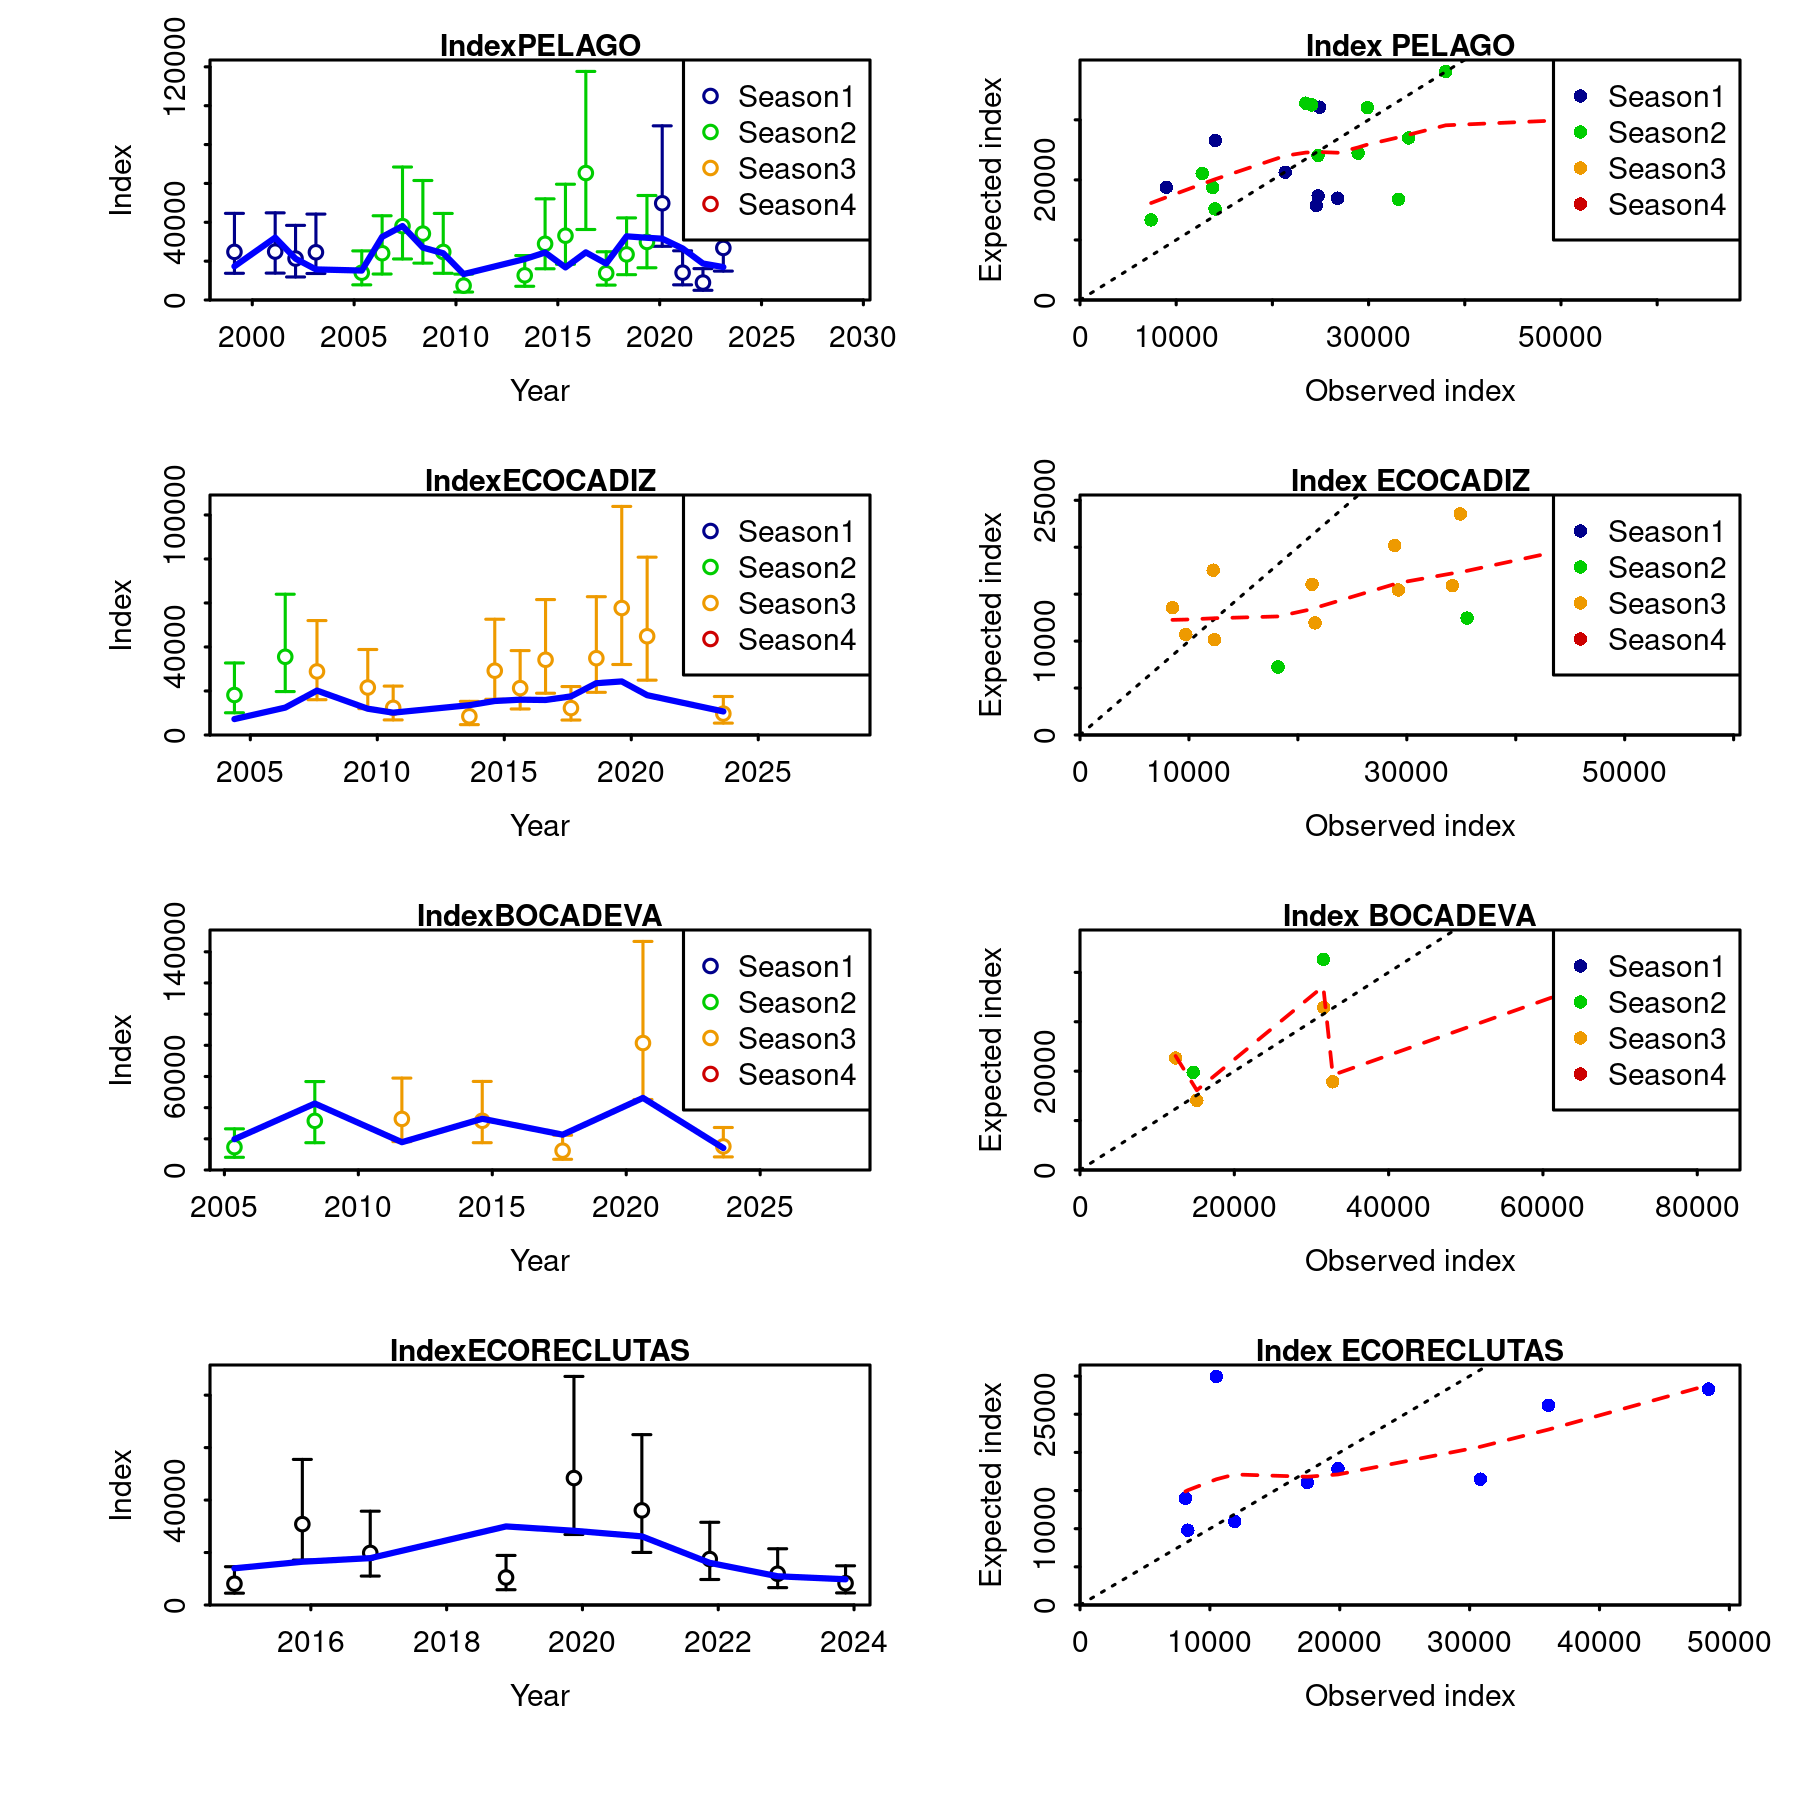 IndexPELAGO
Index
0 40000 120000
Season1
Season2
Season3
Season4
2000 2005 2010 2015 2020 2025 2030
Year
Index PELAGO
Expected index
0 20000
Season1
Season2
Season3
Season4
0 10000 30000 50000
Observed index
IndexECOCADIZ
Index
0 40000 100000
Season1
Season2
Season3
Season4
2005 2010 2015 2020 2025
Year
Index ECOCADIZ
Expected index
0 10000 25000
Season1
Season2
Season3
Season4
0 10000 30000 50000
Observed index
IndexBOCADEVA
Index
0 60000 140000
Season1
Season2
Season3
Season4
2005 2010 2015 2020 2025
Year
Index BOCADEVA
Expected index
0 20000
Season1
Season2
Season3
Season4
0 20000 40000 60000 80000
Observed index
IndexECORECLUTAS
Index
0 40000
2016 2018 2020 2022 2024
Year
Index ECORECLUTAS
Expected index
0 10000 25000
0 10000 20000 30000 40000 50000
Observed index